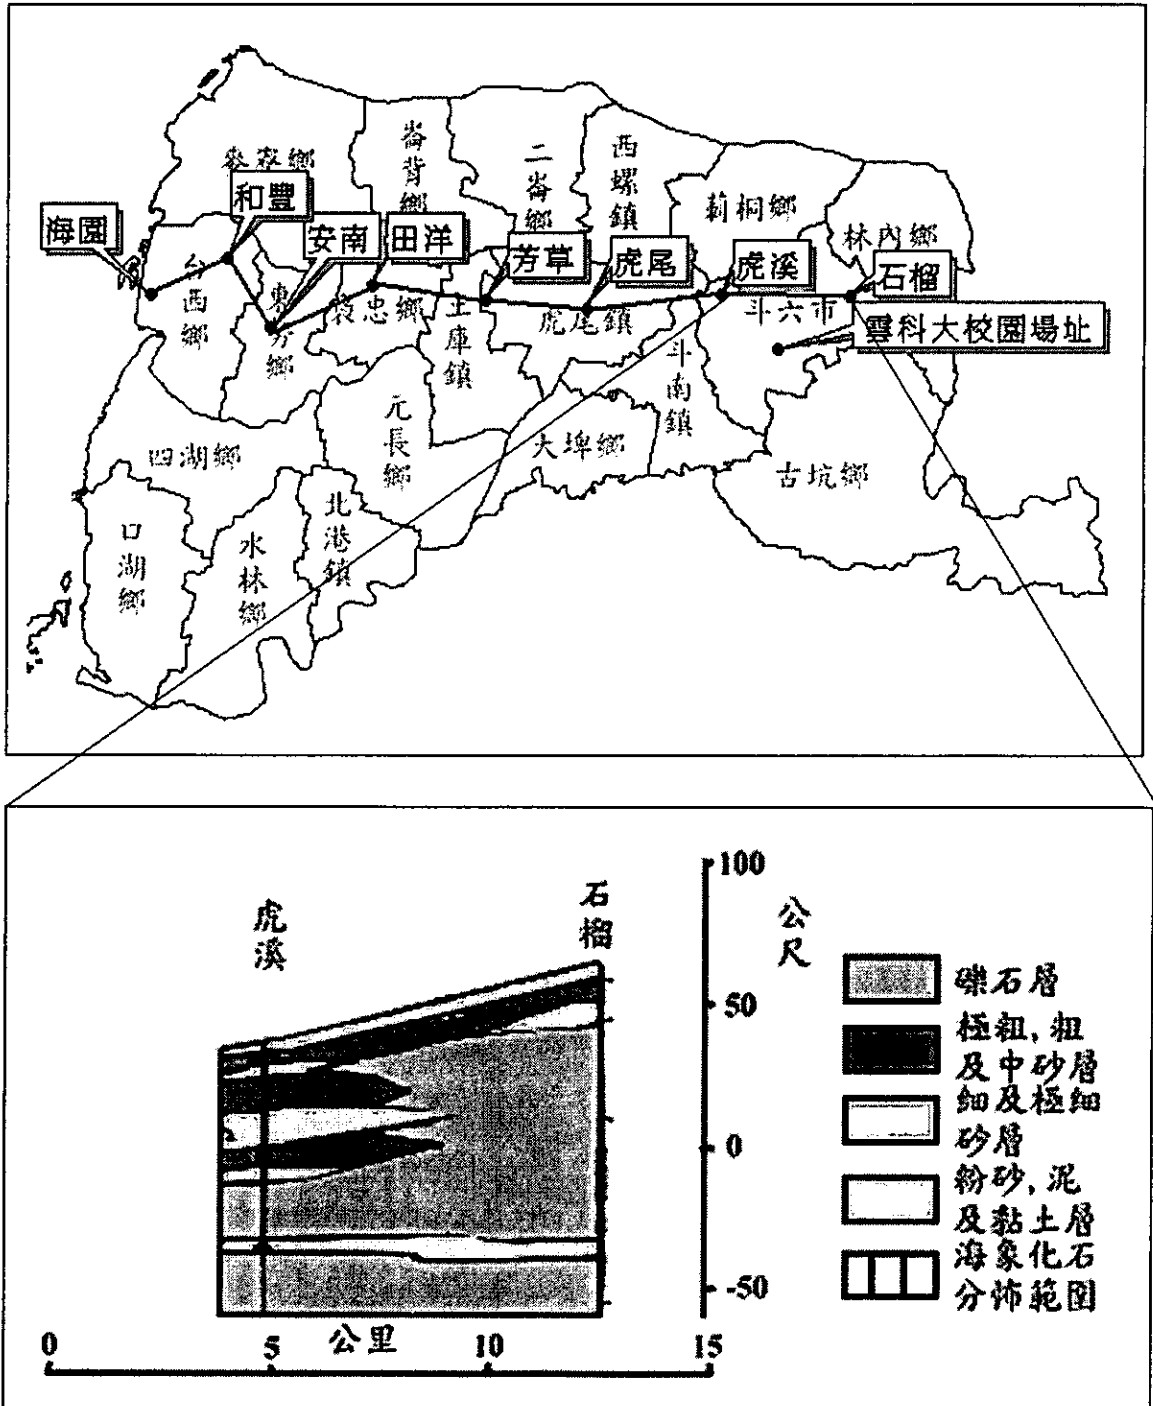 麥寮鄉
崙背鄉
二崙鄉
西螺鎮
莿桐鄉
林內鄉
海園
和豐
安南
田洋
芳草
虎尾
虎溪
石榴
台西鄉
東勢鄉
褒忠鄉
土庫鎮
虎尾鎮
斗六市
雲科大校園場址
斗南鎮
元長鄉
四湖鄉
大埤鄉
古坑鄉
口湖鄉
水林鄉
北港鎮
虎溪
石榴
100
50
0
-50
公尺
礫石層
極粗,粗
及中砂層
細及極細
砂層
粉砂,泥
及黏土層
海象化石
分佈範圍
0
5
公里
10
15